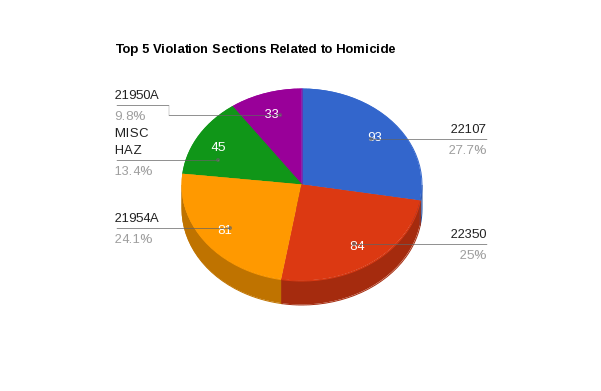 Top 5 Violation Sections Related to Homicide
21950A
9.8%
MISC
HAZ
13.4%
21954A
24.1%
33
45
81
93
84
22107
27.7%
22350
25%